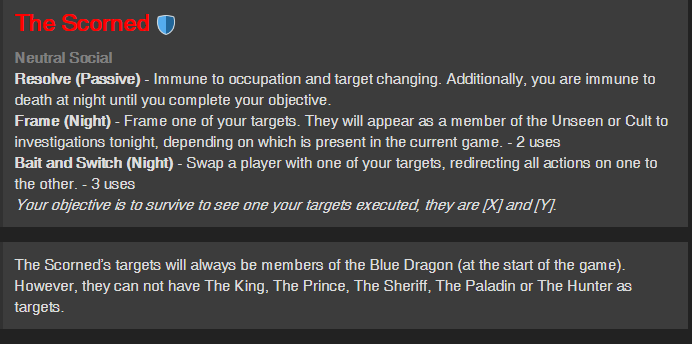 The Scorned
Neutral Social
Resolve (Passive) - Immune to occupation and target changing. Additionally, you are immune to
death at night until you complete your objective.
Frame (Night) - Frame one of your targets. They will appear as a member of the Unseen or Cult to
investigations tonight, depending on which is present in the current game. - 2 uses
Bait and Switch (Night) - Swap a player with one of your targets, redirecting all actions on one to
the other. - 3 uses
Your objective is to survive to see one your targets executed, they are [X] and [Y].
The Scorned's targets will always be members of the Blue Dragon (at the start of the game).
However, they can not have The King, The Prince, The Sheriff, The Paladin or The Hunter as
targets.